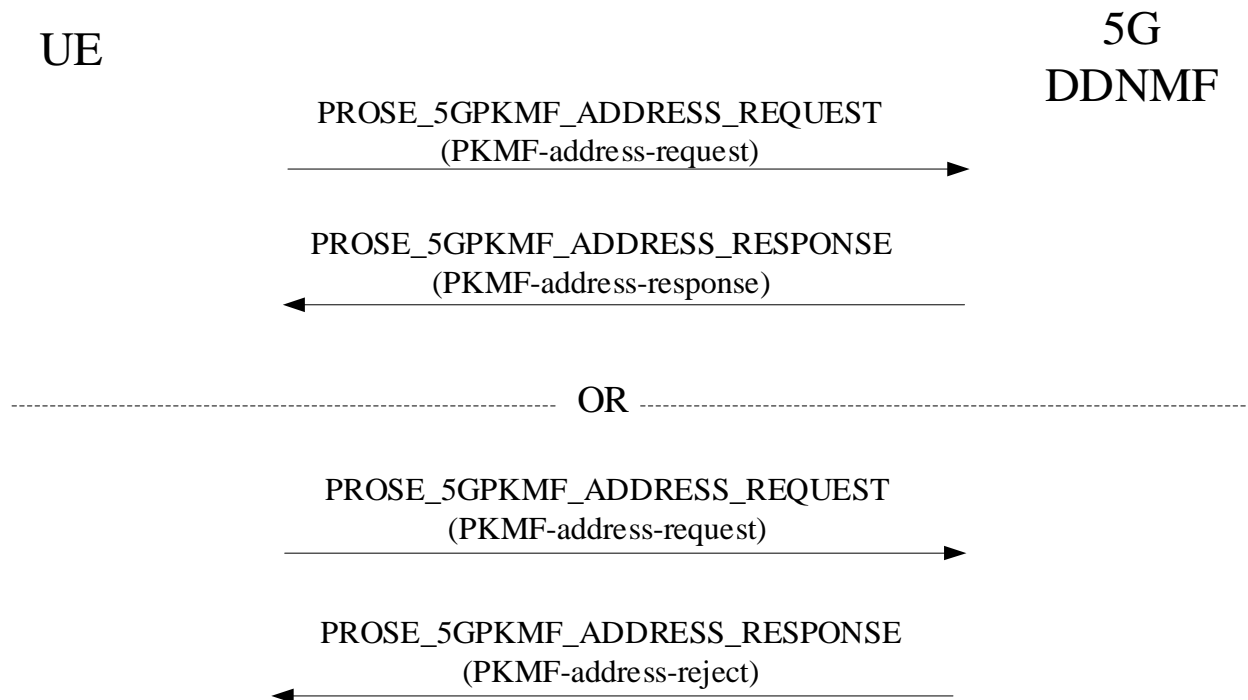 UE
5G
DDNMF
PROSE_5GPKMF_ADDRESS_REQUEST
(PKMF-address-request)
PROSE_5GPKMF_ADDRESS_RESPONSE
(PKMF-address-response)
OR
PROSE_5GPKMF_ADDRESS_REQUEST
(PKMF-address-request)
PROSE_5GPKMF_ADDRESS_RESPONSE
(PKMF-address-reject)